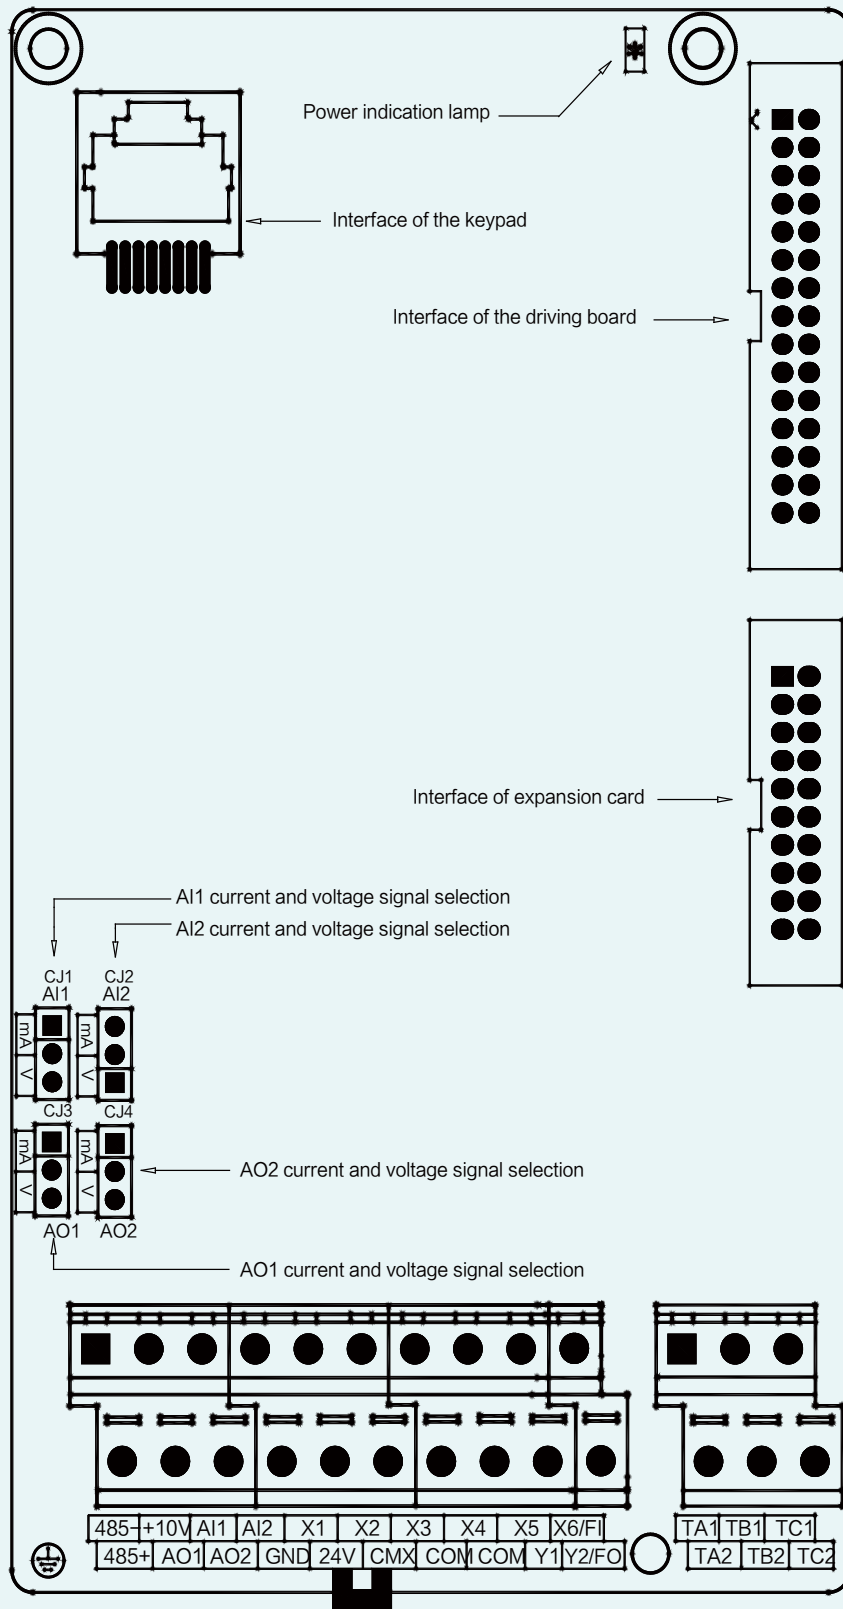 Power indication lamp
Interface of the keypad
Interface of the driving board
Interface of expansion card
AI1 current and voltage signal selection
AI2 current and voltage signal selection
CJ1 CJ2
AI1 AI2
mA mA
V V
CJ3 CJ4
mA mA
V V
AO2 current and voltage signal selection
AO1 AO2
AO1 current and voltage signal selection
485- +10V AI1 AI2 X1 X2 X3 X4 X5 X6/FI TA1 TB1 TC1
485+ AO1 AO2 GND 24V CMX COM COM Y1 Y2/FO TA2 TB2 TC2